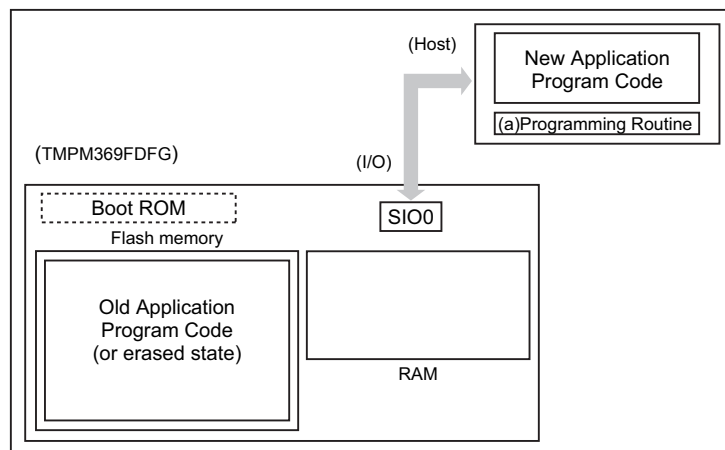 (Host)
New Application
Program Code
(a)Programming Routine
(TMPM369FDFG)
(I/O)
Boot ROM
SIO0
Flash memory
Old Application
Program Code
(or erased state)
RAM